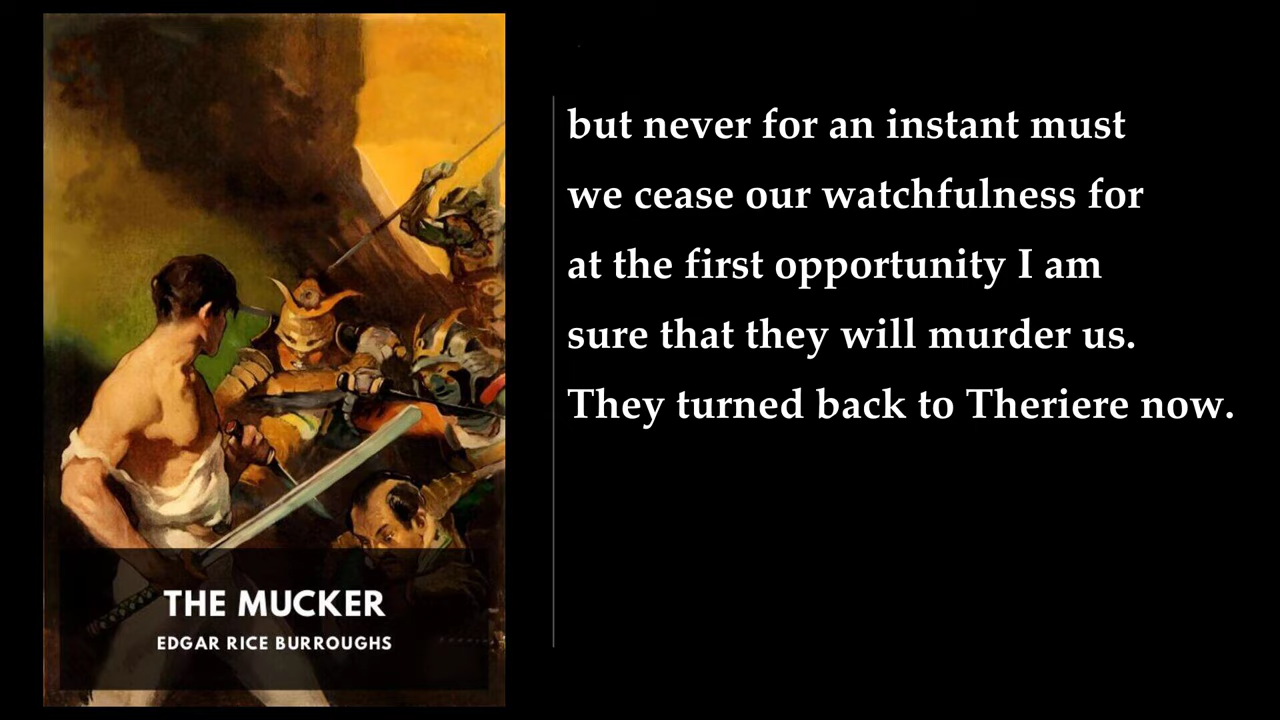 THE MUCKER
EDGAR RICE BURROUGHS
but never for an instant must
we cease our watchfulness for
at the first opportunity I am
sure that they will murder us.
They turned back to Theriere now.